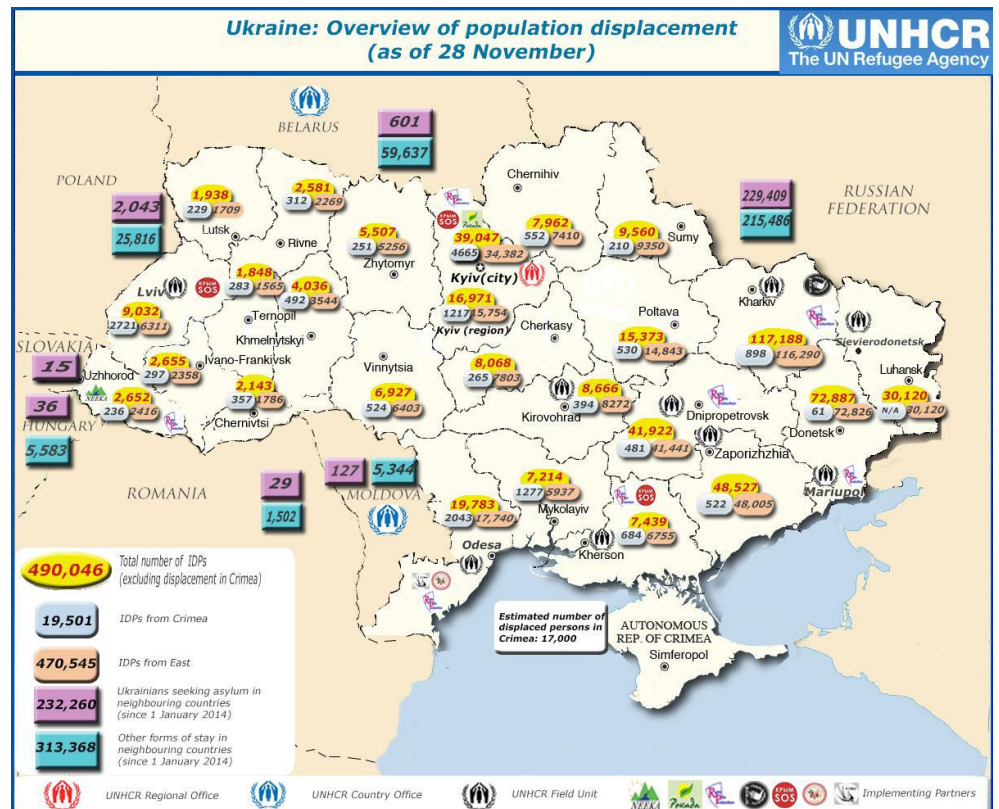 Ukraine: Overview of population displacement
(as of 28 November)
UNHCR
The UN Refugee Agency
BELARUS
601
59,637
POLAND
2,043
25,816
RUSSIAN
FEDERATION
229,409
215,486
1,938
229 1709
Lutsk
2,581
312 2269
Rivne
5,507
251 5256
Zhytomyr
КРЫМ
SOS
Posada
39,047
4665 34,382
Kyiv(city)
16,971
1217 15,754
Kyiv (region)
Chernihiv
7,962
552 7410
9,560
210 9350
Sumy
Lviv
КРЫМ
SOS
9,032
2721 6311
1,848
283 1565
Ternopil
4,036
492 3544
Khmelnytskyi
Cherkasy
8,068
265 7803
Poltava
15,373
530 14,843
Kharkiv
117,188
898 116,290
Sievierodonetsk
Luhansk
30,120
N/A 30,120
SLOVAKIA
15
Uzhhorod
NEEKA
2,652
236 2416
2,655
297 2358
Ivano-Frankivsk
2,143
357 1786
Chernivtsi
Vinnytsia
6,927
524 6403
8,666
394 8272
Kirovohrad
Dnipropetrovsk
41,922
481 41,441
72,887
61 72,826
Donetsk
Zaporizhzhia
48,527
522 48,005
Mariupol
36
HUNGARY
5,583
ROMANIA
29
1,502
127
5,344
MOLDOVA
19,783
2043 17,740
Odesa
7,214
1277 5937
Mykolayiv
КРЫМ
SOS
7,439
684 6755
Kherson
Estimated number of
displaced persons in
Crimea: 17,000
AUTONOMOUS
REP. OF CRIMEA
Simferopol
490,046
Total number of IDPs
(excluding displacement in Crimea)
19,501
IDPs from Crimea
470,545
IDPs from East
232,260
Ukrainians seeking asylum in
neighbouring countries
(since 1 January 2014)
313,368
Other forms of stay in
neighbouring countries
(since 1 January 2014)
UNHCR Regional Office
UNHCR Country Office
UNHCR Field Unit
NEEKA
Posada
КРЫМ
SOS
Implementing Partners